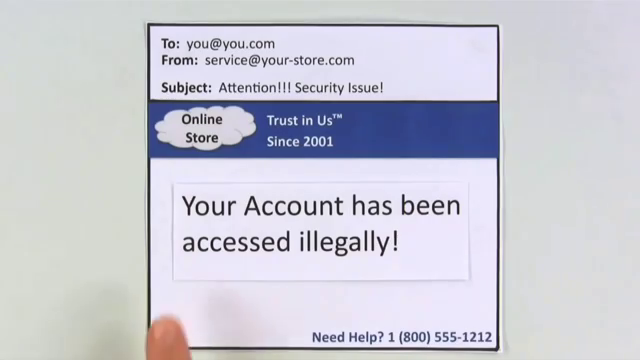 To: you@you.com
From: service@your-store.com
Subject: Attention!!! Security Issue!
Online
Store
Trust in Us™
Since 2001
Your Account has been
accessed illegally!
Need Help? 1 (800) 555-1212